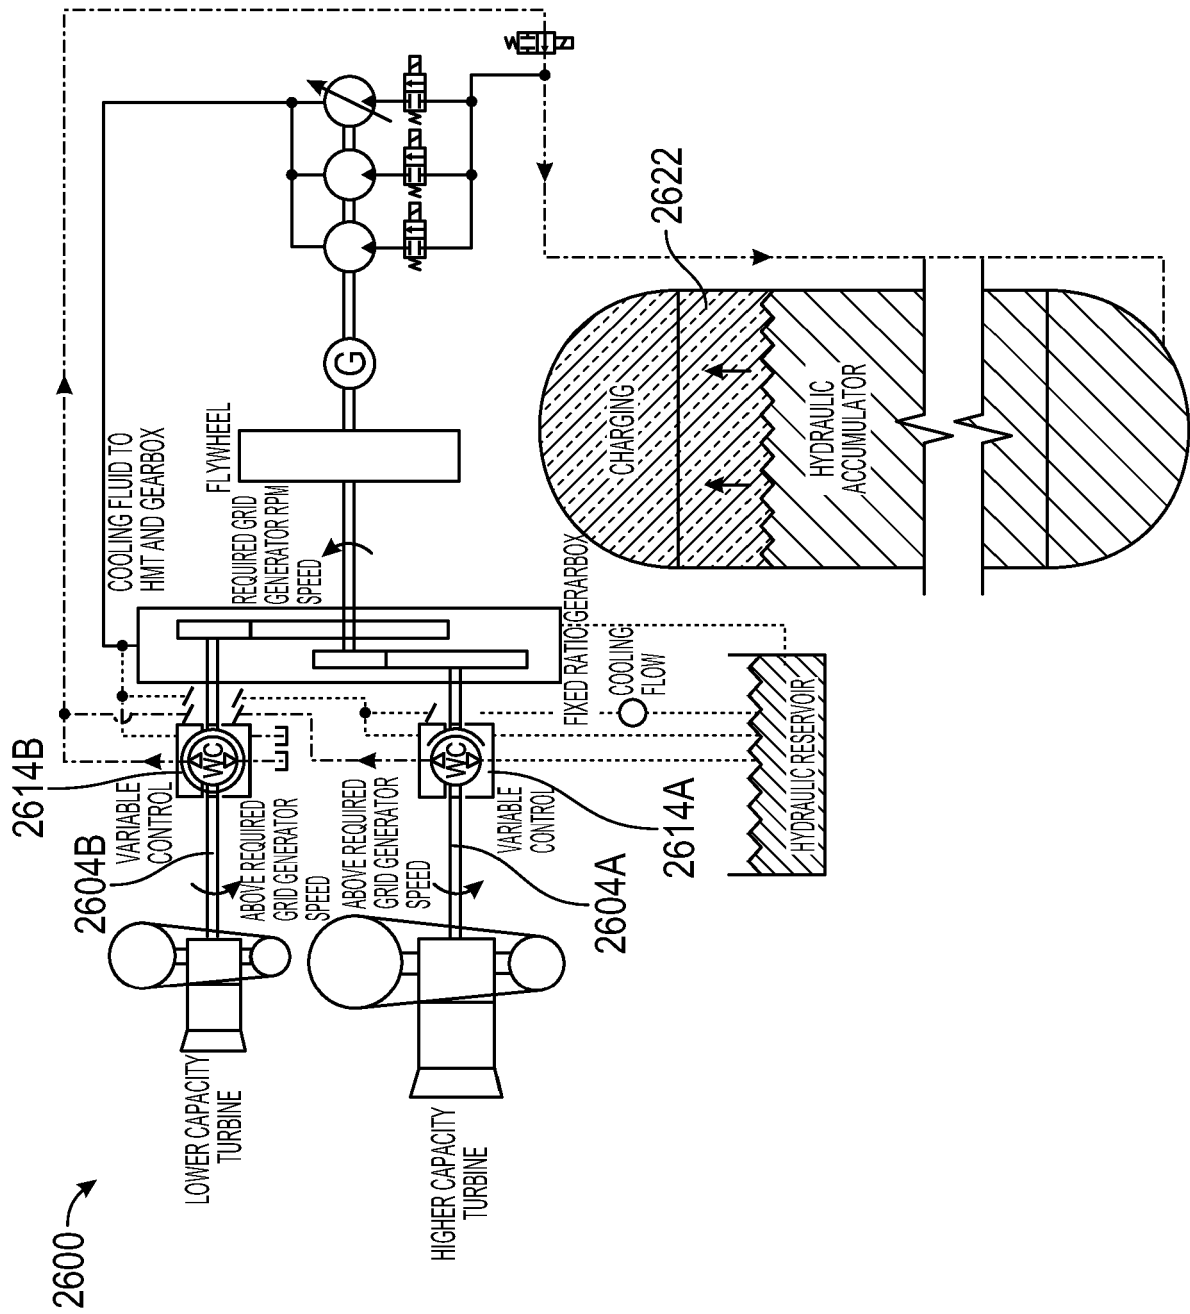 2600
LOWER CAPACITY
TURBINE
HIGHER CAPACITY
TURBINE
2604B
2604A
2614B
2614A
VARIABLE
CONTROL
ABOVE REQUIRED
GRID GENERATOR
SPEED
ABOVE REQUIRED
GRID GENERATOR
SPEED
VARIABLE
CONTROL
WC
WC
COOLING FLUID TO
HMT AND GEARBOX
REQUIRED GRID
GENERATOR RPM
SPEED
FIXED RATIO GERARBOX
COOLING
FLOW
HYDRAULIC RESERVOIR
FLYWHEEL
G
CHARGING
HYDRAULIC
ACCUMULATOR
2622